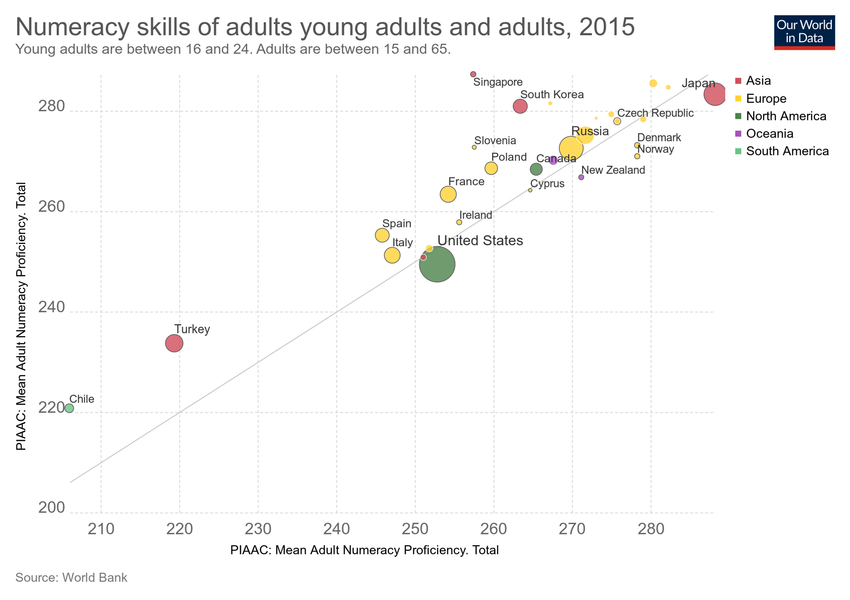 Numeracy skills of adults young adults and adults, 2015
Young adults are between 16 and 24. Adults are between 15 and 65.
Our World
in Data
Singapore
South Korea
Japan
Asia
Europe
North America
Oceania
South America
280
Czech Republic
Russia
Slovenia
Denmark
Norway
Poland
Canada
New Zealand
France
Cyprus
260
Ireland
Spain
Italy
United States
240
Turkey
Chile
220
200
PIAAC: Mean Adult Numeracy Proficiency. Total
210
220
230
240
250
260
270
280
PIAAC: Mean Adult Numeracy Proficiency. Total
Source: World Bank